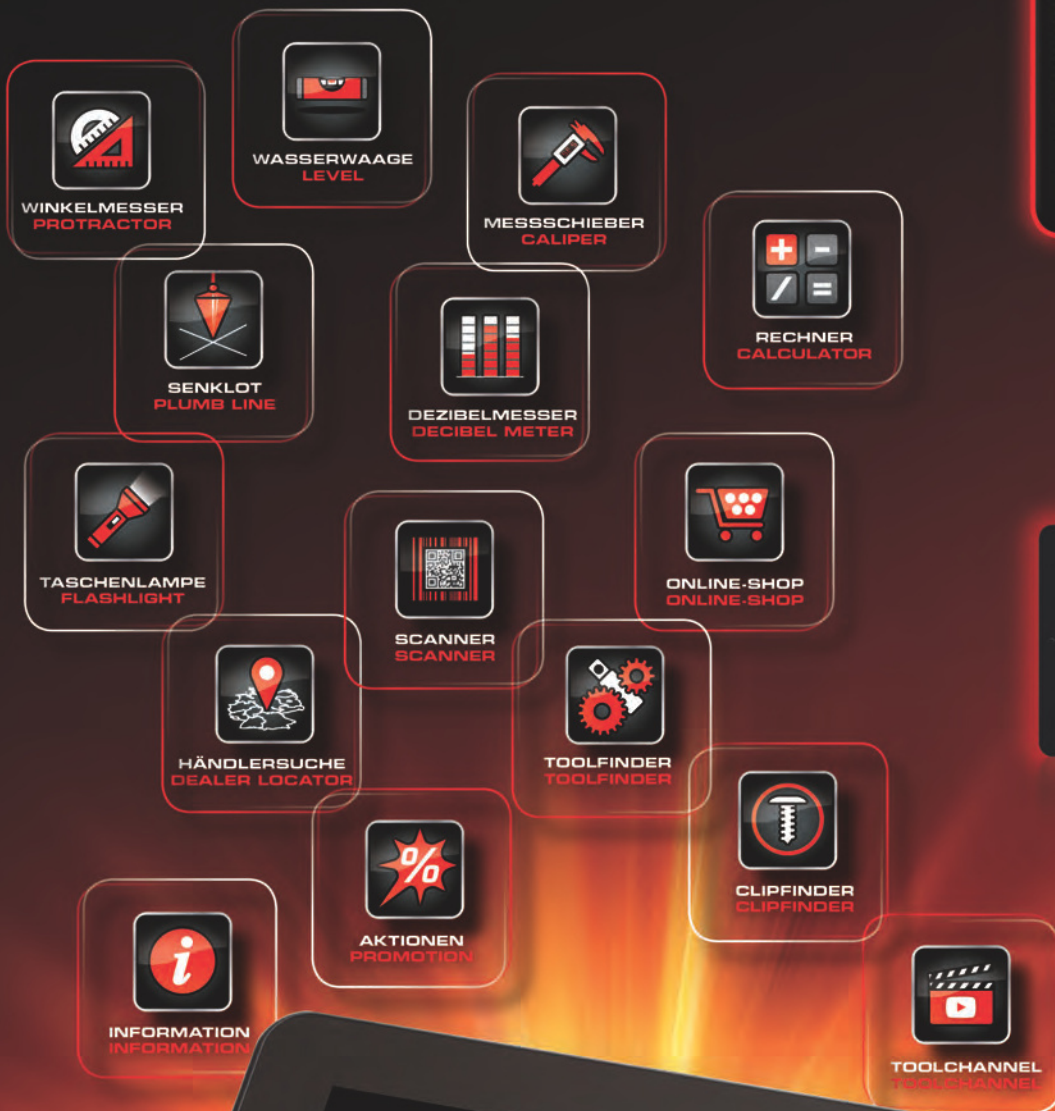 WASSERWAAGE
LEVEL
WINKELMESSER
PROTRACTOR
MESSSCHIEBER
CALIPER
RECHNER
CALCULATOR
SENKLOT
PLUMB LINE
DEZIBELMESSER
DECIBEL METER
TASCHENLAMPE
FLASHLIGHT
ONLINE-SHOP
ONLINE-SHOP
SCANNER
SCANNER
HÄNDLERSUCHE
DEALER LOCATOR
TOOLFINDER
TOOLFINDER
CLIPFINDER
CLIPFINDER
AKTIONEN
PROMOTION
INFORMATION
INFORMATION
TOOLCHANNEL
TOOLCHANNEL